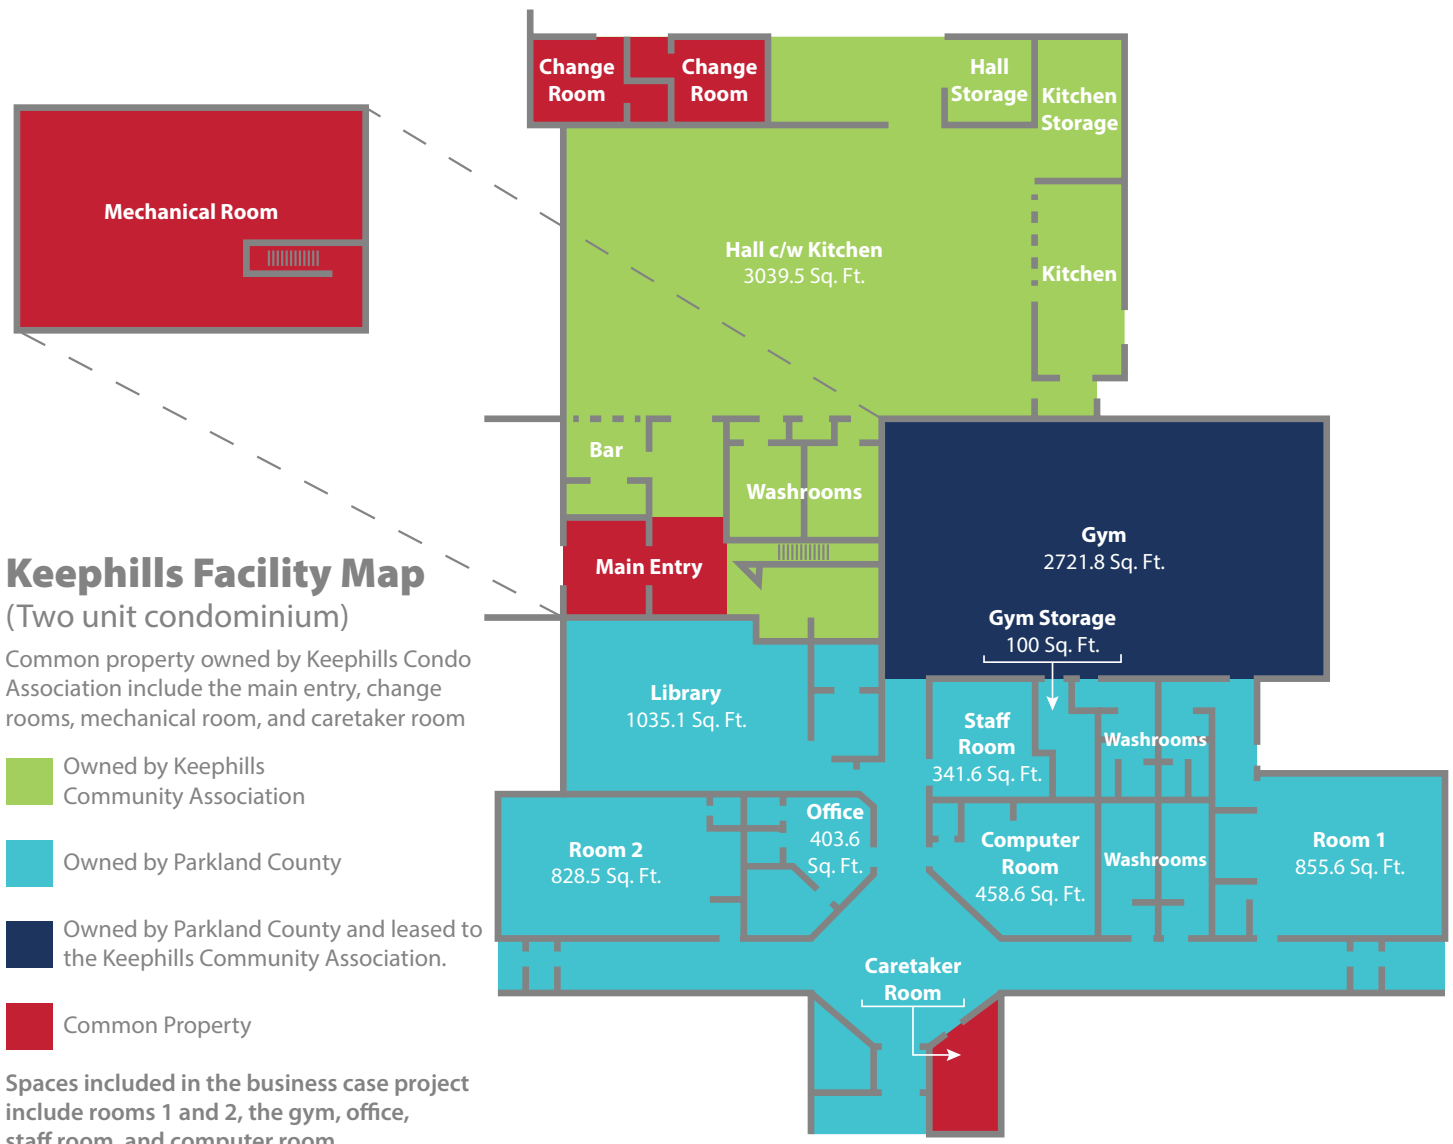 Change
Room
Change
Room
Hall
Storage
Kitchen
Storage
Mechanical Room
Hall c/w Kitchen
3039.5 Sq. Ft.
Kitchen
Bar
Washrooms
Main Entry
Gym
2721.8 Sq. Ft.
Gym Storage
100 Sq. Ft.
Library
1035.1 Sq. Ft.
Staff
Room
341.6 Sq. Ft.
Washrooms
Office
403.6
Sq. Ft.
Computer
Room
458.6 Sq. Ft.
Washrooms
Room 1
855.6 Sq. Ft.
Room 2
828.5 Sq. Ft.
Caretaker
Room
Keephills Facility Map
(Two unit condominium)
Common property owned by Keephills Condo
Association include the main entry, change
rooms, mechanical room, and caretaker room
Owned by Keephills
Community Association
Owned by Parkland County
Owned by Parkland County and leased to
the Keephills Community Association.
Common Property
Spaces included in the business case project
include rooms 1 and 2, the gym, office,
staff room, and computer room